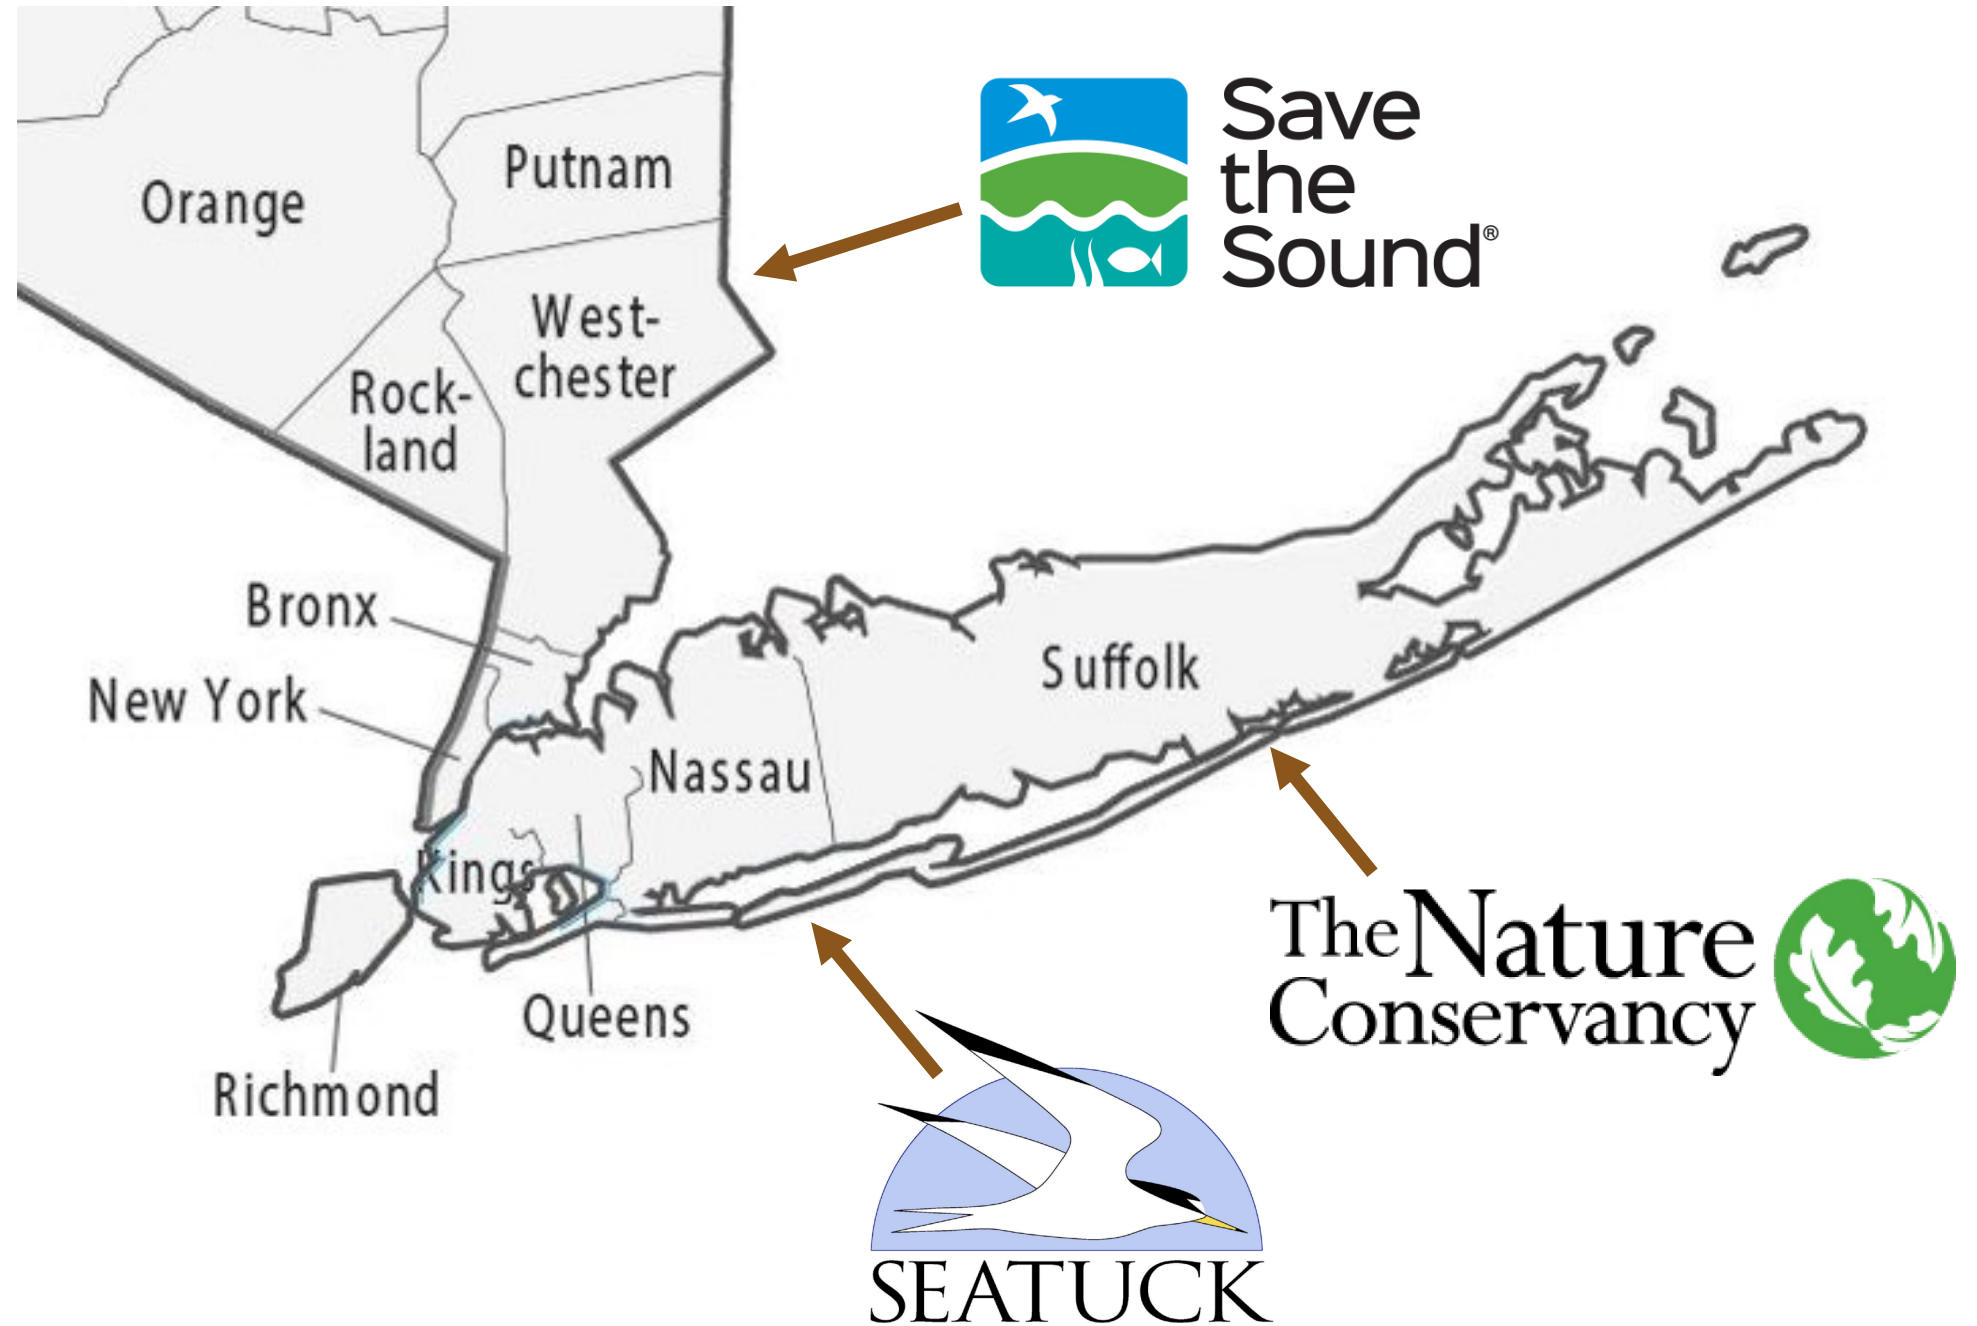 Save
the
Sound®
Putnam
Orange
West-
chester
Rock-
land
Bronx
Suffolk
New York
Nassau
Kings
The Nature
Conservancy
Queens
Richmond
SEATUCK